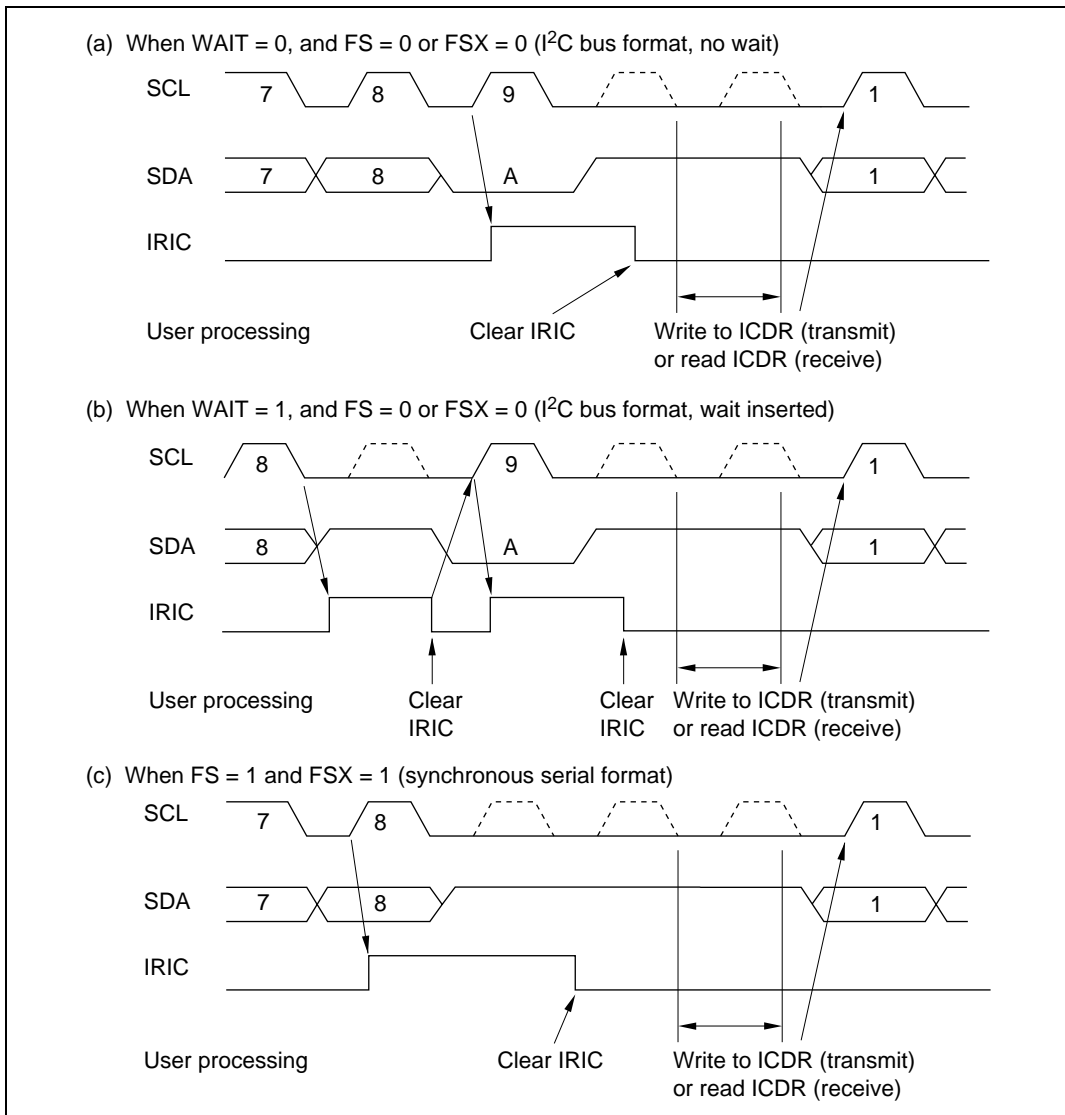 (a) When WAIT = 0, and FS = 0 or FSX = 0 (I²C bus format, no wait)
SCL 7 8 9 1
SDA 7 8 A 1
IRIC
User processing Clear IRIC Write to ICDR (transmit)
or read ICDR (receive)
(b) When WAIT = 1, and FS = 0 or FSX = 0 (I²C bus format, wait inserted)
SCL 8 9 1
SDA 8 A 1
IRIC
User processing Clear Clear Write to ICDR (transmit)
IRIC IRIC or read ICDR (receive)
(c) When FS = 1 and FSX = 1 (synchronous serial format)
SCL 7 8 1
SDA 7 8 1
IRIC
User processing Clear IRIC Write to ICDR (transmit)
or read ICDR (receive)